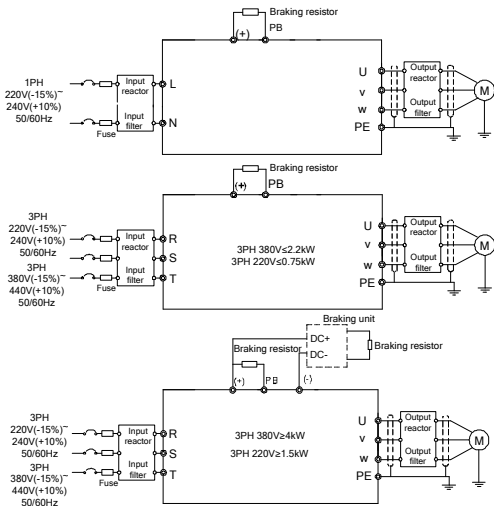 Braking resistor
(+)
PB
1PH
220V(-15%)~
240V(+10%)
50/60Hz
Fuse
Input
reactor
Input
filter
L
N
U
v
w
PE
Output
reactor
Output
filter
M
Braking resistor
(+)
PB
3PH
220V(-15%)~
240V(+10%)
50/60Hz
3PH
380V(-15%)~
440V(+10%)
50/60Hz
Fuse
Input
reactor
Input
filter
R
S
T
3PH 380V≤2.2kW
3PH 220V≤0.75kW
U
v
w
PE
Output
reactor
Output
filter
M
Braking unit
DC+
DC-
Braking resistor
Braking resistor
(+)
PB
(-)
3PH
220V(-15%)~
240V(+10%)
50/60Hz
3PH
380V(-15%)~
440V(+10%)
50/60Hz
Fuse
Input
reactor
Input
filter
R
S
T
3PH 380V≥4kW
3PH 220V≥1.5kW
U
v
w
PE
Output
reactor
Output
filter
M